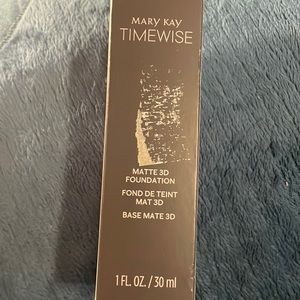 MARY KAY
TIMEWISE
MATTE 3D
FOUNDATION
FOND DE TEINT
MAT 3D
BASE MATE 3D
1 FL. OZ. / 30 ml